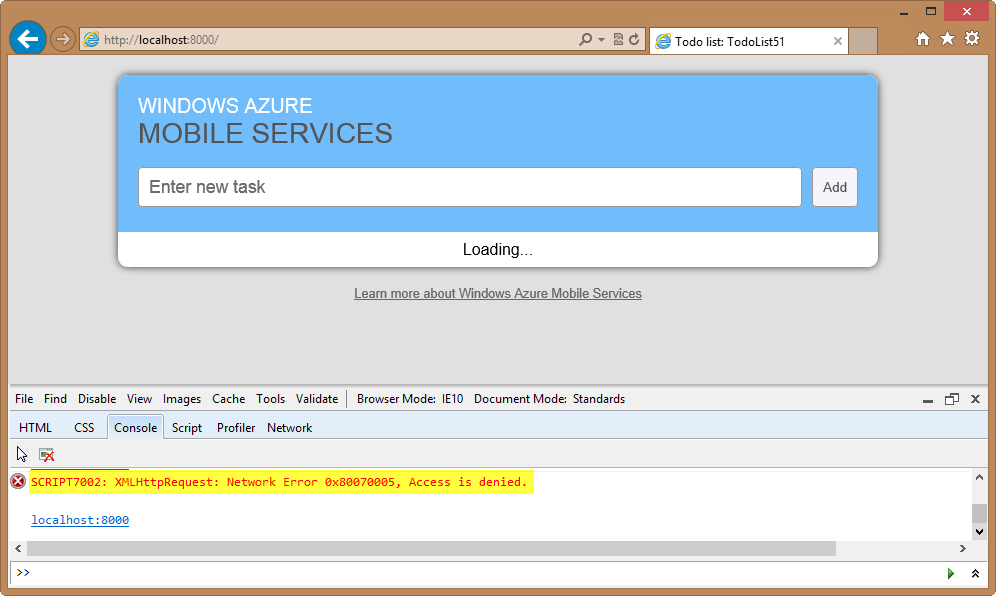 http://localhost:8000/
Todo list: TodoList51
WINDOWS AZURE
MOBILE SERVICES
Enter new task
Add
Loading...
Learn more about Windows Azure Mobile Services
File Find Disable View Images Cache Tools Validate Browser Mode: IE10 Document Mode: Standards
HTML CSS Console Script Profiler Network
SCRIPT7002: XMLHttpRequest: Network Error 0x80070005, Access is denied.
localhost:8000
>>